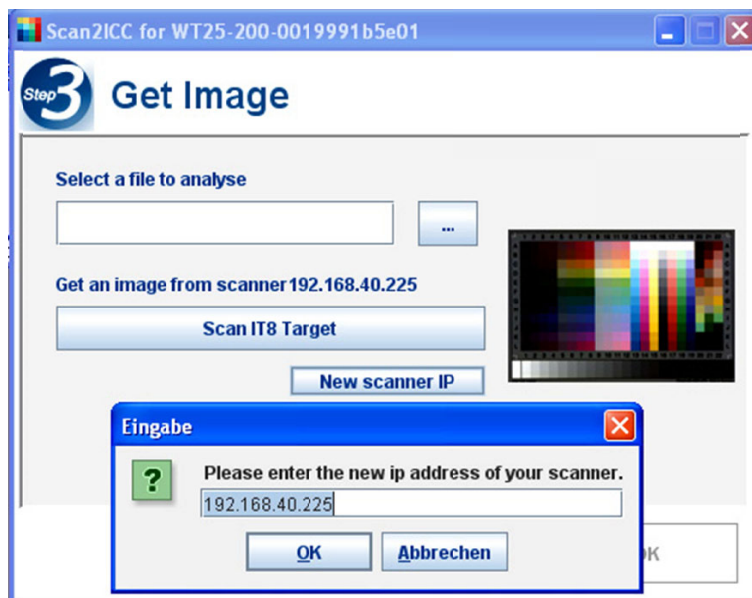 Scan2ICC for WT25-200-0019991b5e01
Step 3 Get Image
Select a file to analyse
...
Get an image from scanner 192.168.40.225
Scan IT8 Target
New scanner IP
Eingabe
?
Please enter the new ip address of your scanner.
192.168.40.225
OK
Abbrechen